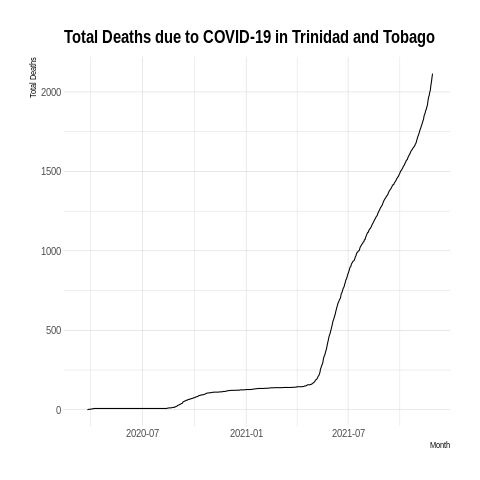 Total Deaths due to COVID-19 in Trinidad and Tobago
Total Deaths
2000
1500
1000
500
0
2020-07 2021-01 2021-07
Month